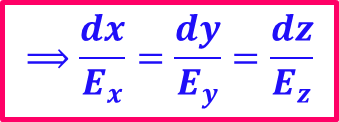 ⟹ dx/E_x = dy/E_y = dz/E_z